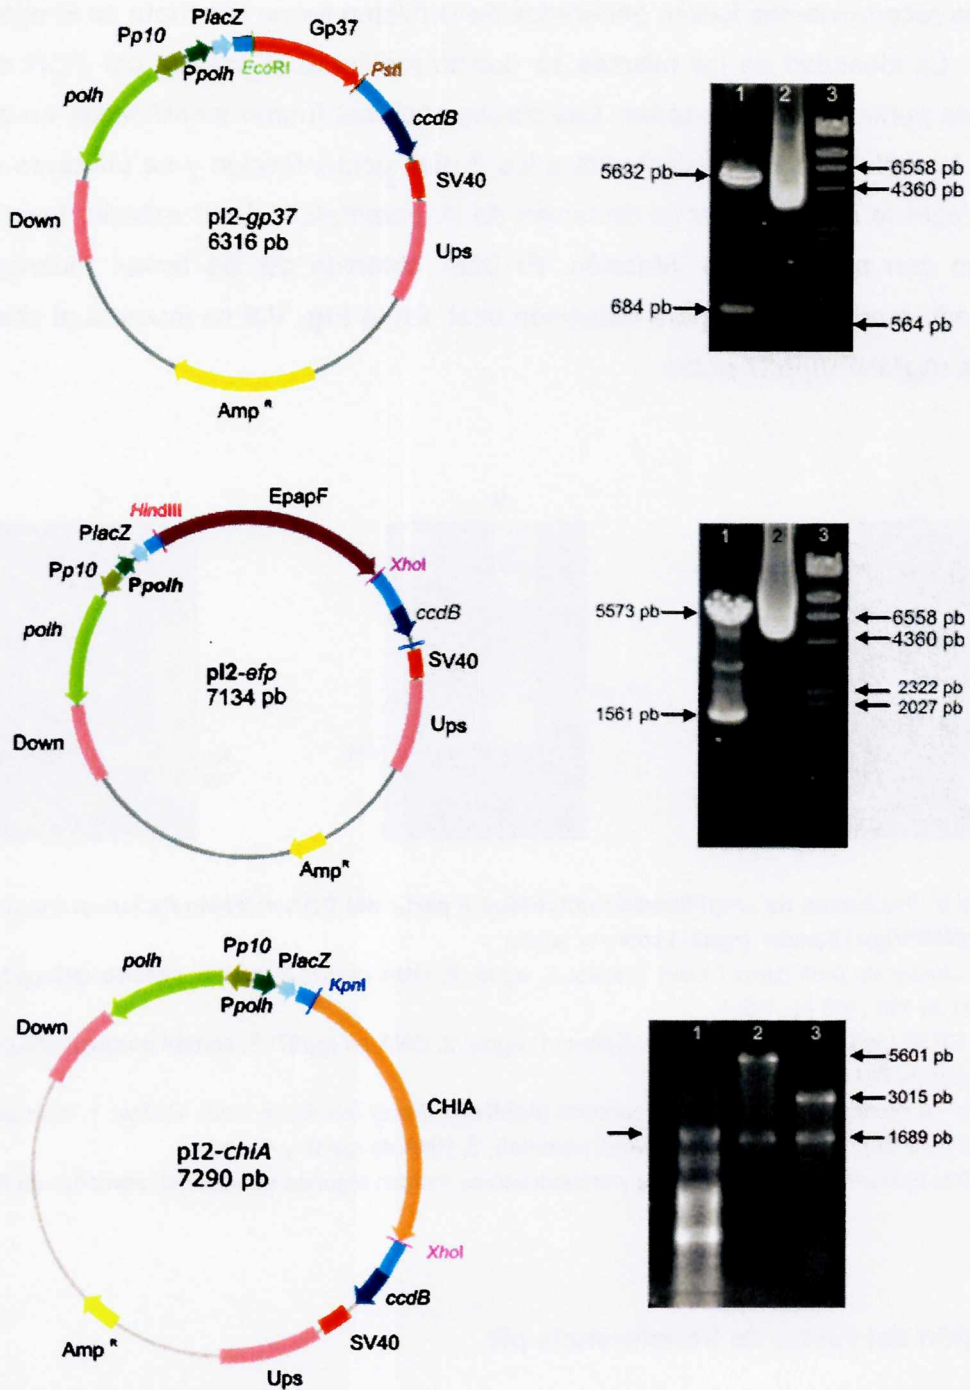 PlacZ
Gp37
Pp10
Ppolh
EcoRI
PstI
polh
ccdB
SV40
Down
pI2-gp37
6316 pb
Ups
Amp R
1 2 3
5632 pb
6558 pb
4360 pb
684 pb
564 pb
EpapF
HindIII
PlacZ
XhoI
Pp10
Ppolh
ccdB
polh
SV40
pI2-efp
7134 pb
Ups
Down
Amp R
1 2 3
5573 pb
6558 pb
4360 pb
2322 pb
2027 pb
1561 pb
Pp10
polh
PlacZ
KpnI
Ppolh
Down
CHIA
pI2-chiA
7290 pb
XhoI
ccdB
SV40
Amp R
Ups
1 2 3
5601 pb
3015 pb
1689 pb